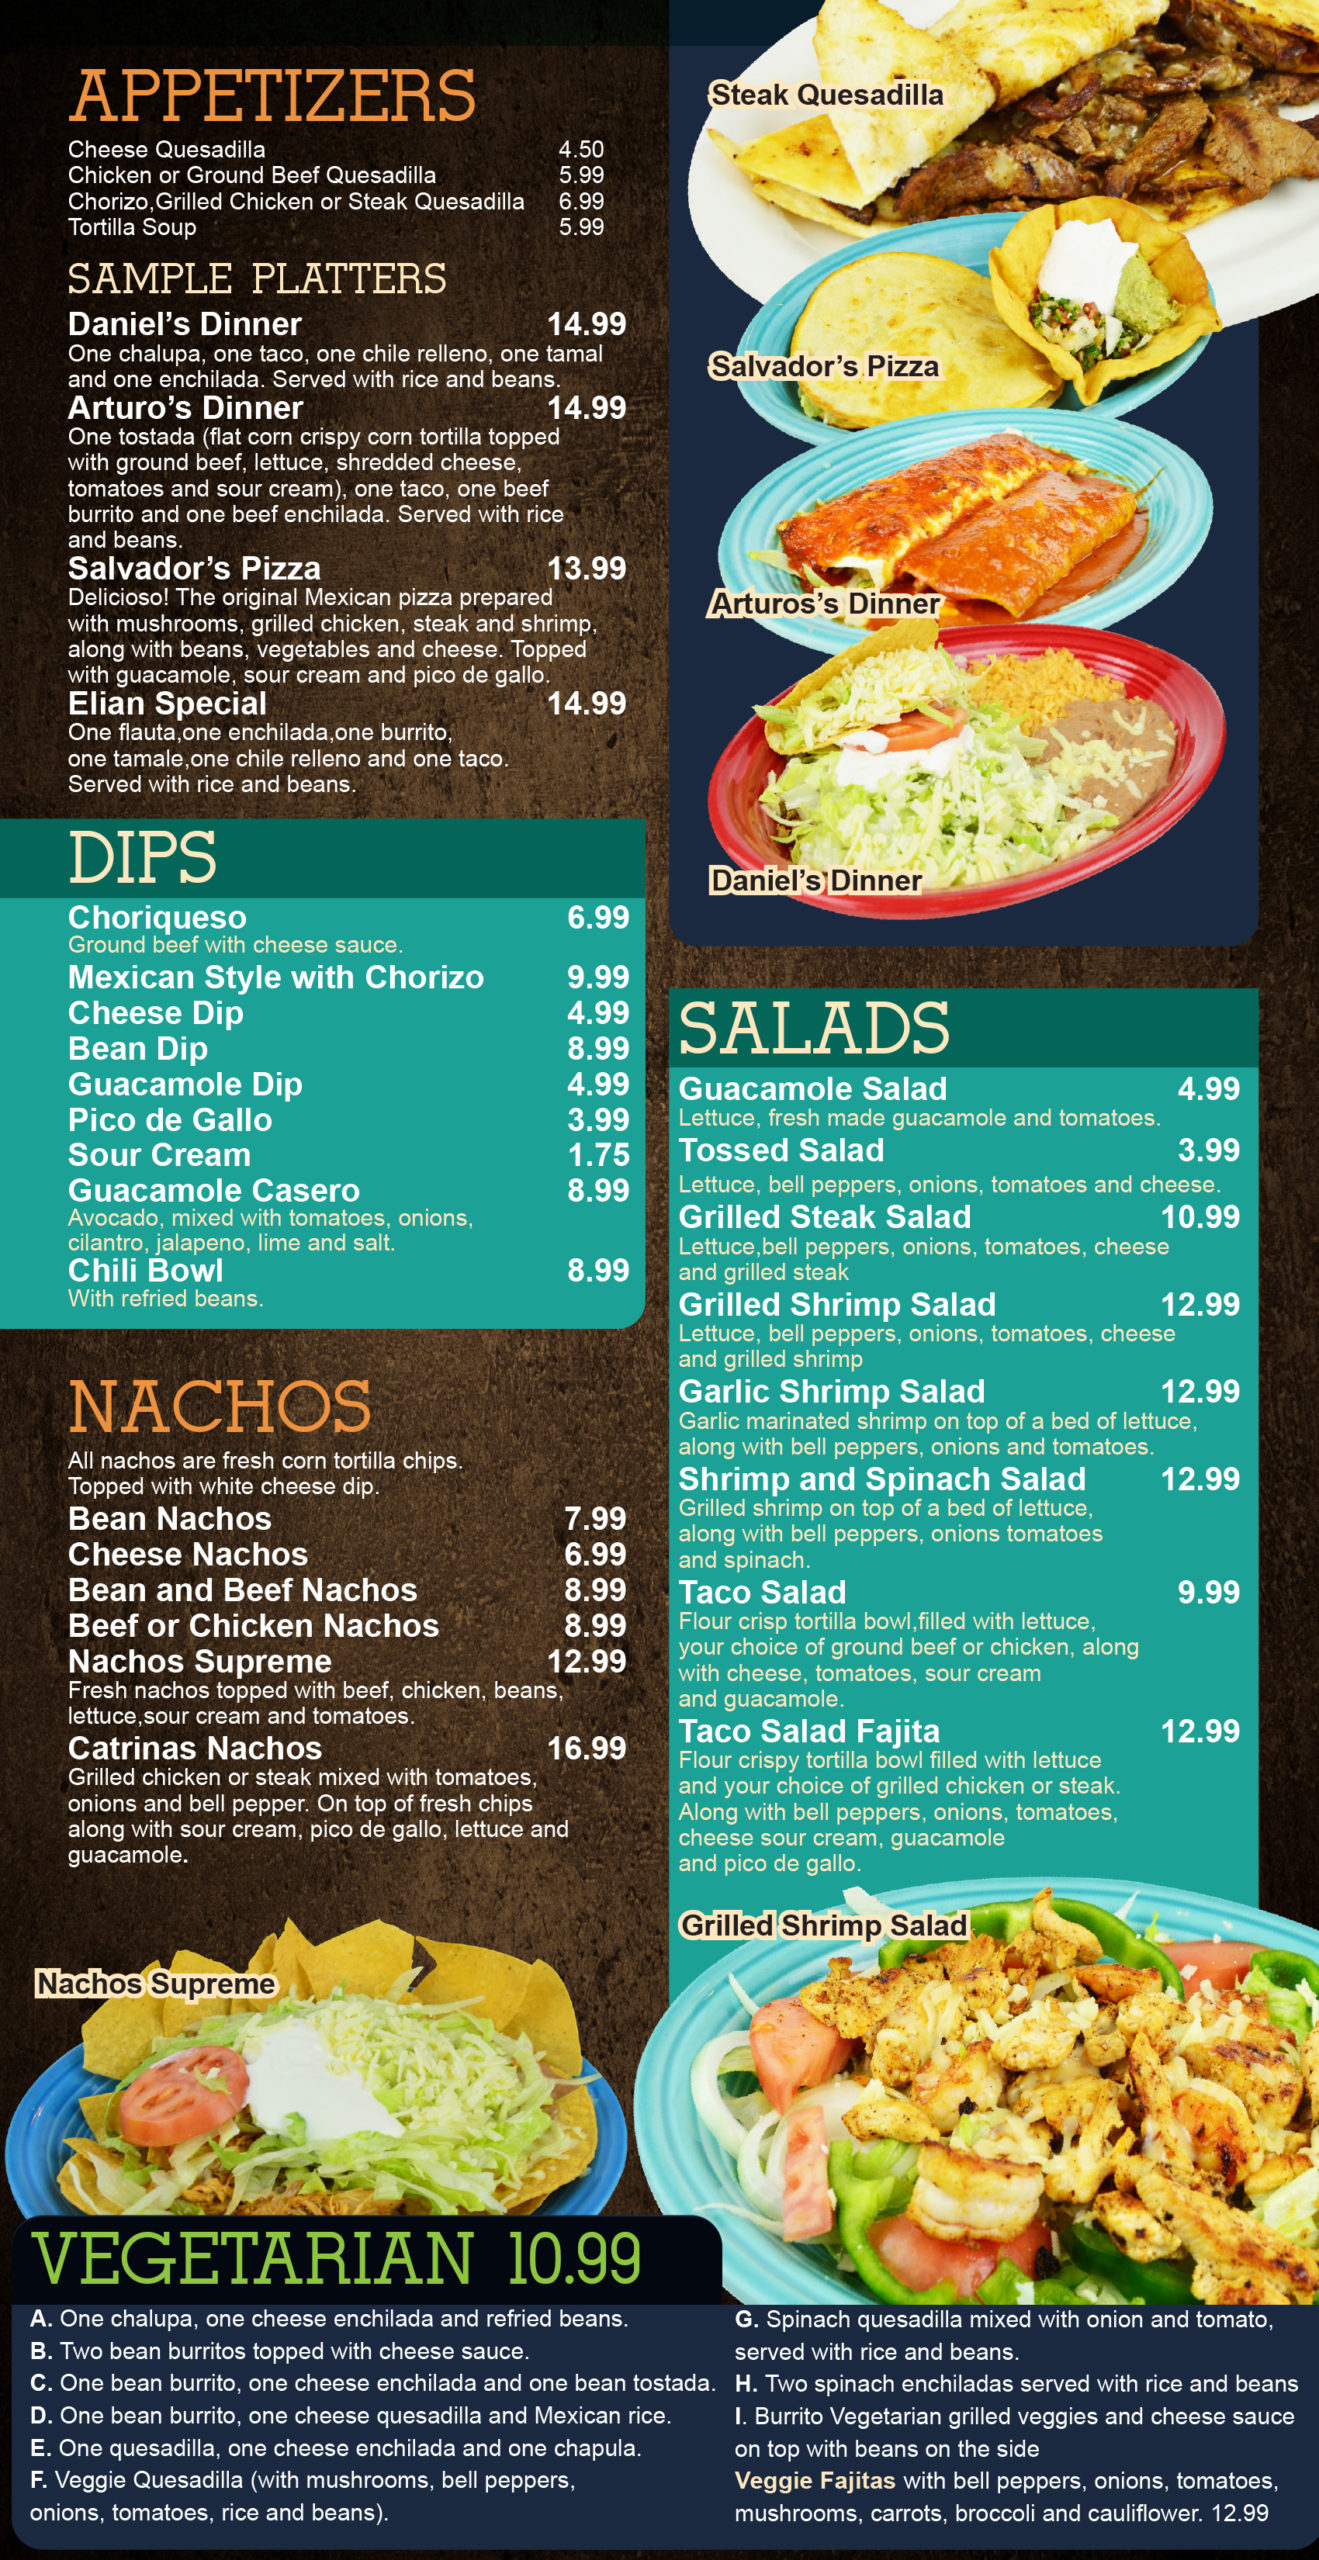 APPETIZERS
Cheese Quesadilla 4.50
Chicken or Ground Beef Quesadilla 5.99
Chorizo,Grilled Chicken or Steak Quesadilla 6.99
Tortilla Soup 5.99
SAMPLE PLATTERS
Daniel's Dinner 14.99
One chalupa, one taco, one chile relleno, one tamal
and one enchilada. Served with rice and beans.
Arturo's Dinner 14.99
One tostada (flat corn crispy corn tortilla topped
with ground beef, lettuce, shredded cheese,
tomatoes and sour cream), one taco, one beef
burrito and one beef enchilada. Served with rice
and beans.
Salvador's Pizza 13.99
Delicioso! The original Mexican pizza prepared
with mushrooms, grilled chicken, steak and shrimp,
along with beans, vegetables and cheese. Topped
with guacamole, sour cream and pico de gallo.
Elian Special 14.99
One flauta,one enchilada,one burrito,
one tamale,one chile relleno and one taco.
Served with rice and beans.
Steak Quesadilla
Salvador's Pizza
Arturos's Dinner
Daniel's Dinner
DIPS
Choriqueso 6.99
Ground beef with cheese sauce.
Mexican Style with Chorizo 9.99
Cheese Dip 4.99
Bean Dip 8.99
Guacamole Dip 4.99
Pico de Gallo 3.99
Sour Cream 1.75
Guacamole Casero 8.99
Avocado, mixed with tomatoes, onions,
cilantro, jalapeno, lime and salt.
Chili Bowl 8.99
With refried beans.
NACHOS
All nachos are fresh corn tortilla chips.
Topped with white cheese dip.
Bean Nachos 7.99
Cheese Nachos 6.99
Bean and Beef Nachos 8.99
Beef or Chicken Nachos 8.99
Nachos Supreme 12.99
Fresh nachos topped with beef, chicken, beans,
lettuce,sour cream and tomatoes.
Catrinas Nachos 16.99
Grilled chicken or steak mixed with tomatoes,
onions and bell pepper. On top of fresh chips
along with sour cream, pico de gallo, lettuce and
guacamole.
Nachos Supreme
SALADS
Guacamole Salad 4.99
Lettuce, fresh made guacamole and tomatoes.
Tossed Salad 3.99
Lettuce, bell peppers, onions, tomatoes and cheese.
Grilled Steak Salad 10.99
Lettuce,bell peppers, onions, tomatoes, cheese
and grilled steak
Grilled Shrimp Salad 12.99
Lettuce, bell peppers, onions, tomatoes, cheese
and grilled shrimp
Garlic Shrimp Salad 12.99
Garlic marinated shrimp on top of a bed of lettuce,
along with bell peppers, onions and tomatoes.
Shrimp and Spinach Salad 12.99
Grilled shrimp on top of a bed of lettuce,
along with bell peppers, onions tomatoes
and spinach.
Taco Salad 9.99
Flour crisp tortilla bowl,filled with lettuce,
your choice of ground beef or chicken, along
with cheese, tomatoes, sour cream
and guacamole.
Taco Salad Fajita 12.99
Flour crispy tortilla bowl filled with lettuce
and your choice of grilled chicken or steak.
Along with bell peppers, onions, tomatoes,
cheese sour cream, guacamole
and pico de gallo.
Grilled Shrimp Salad
VEGETARIAN 10.99
A. One chalupa, one cheese enchilada and refried beans.
B. Two bean burritos topped with cheese sauce.
C. One bean burrito, one cheese enchilada and one bean tostada.
D. One bean burrito, one cheese quesadilla and Mexican rice.
E. One quesadilla, one cheese enchilada and one chapula.
F. Veggie Quesadilla (with mushrooms, bell peppers,
onions, tomatoes, rice and beans).
G. Spinach quesadilla mixed with onion and tomato,
served with rice and beans.
H. Two spinach enchiladas served with rice and beans
I. Burrito Vegetarian grilled veggies and cheese sauce
on top with beans on the side
Veggie Fajitas with bell peppers, onions, tomatoes,
mushrooms, carrots, broccoli and cauliflower. 12.99